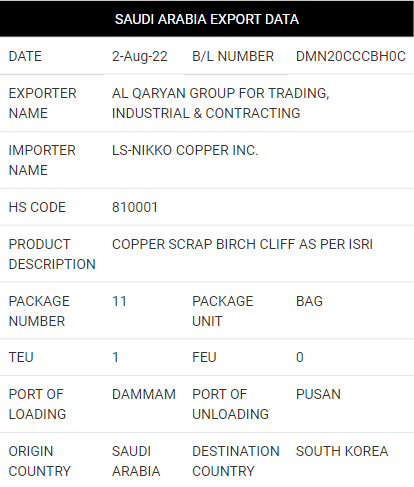 SAUDI ARABIA EXPORT DATA
DATE 2-Aug-22 B/L NUMBER DMN20CCCBH0C
EXPORTER NAME AL QARYAN GROUP FOR TRADING,
INDUSTRIAL & CONTRACTING
IMPORTER NAME LS-NIKKO COPPER INC.
HS CODE 810001
PRODUCT DESCRIPTION COPPER SCRAP BIRCH CLIFF AS PER ISRI
PACKAGE NUMBER 11 PACKAGE UNIT BAG
TEU 1 FEU 0
PORT OF LOADING DAMMAM PORT OF UNLOADING PUSAN
ORIGIN COUNTRY SAUDI ARABIA DESTINATION COUNTRY SOUTH KOREA